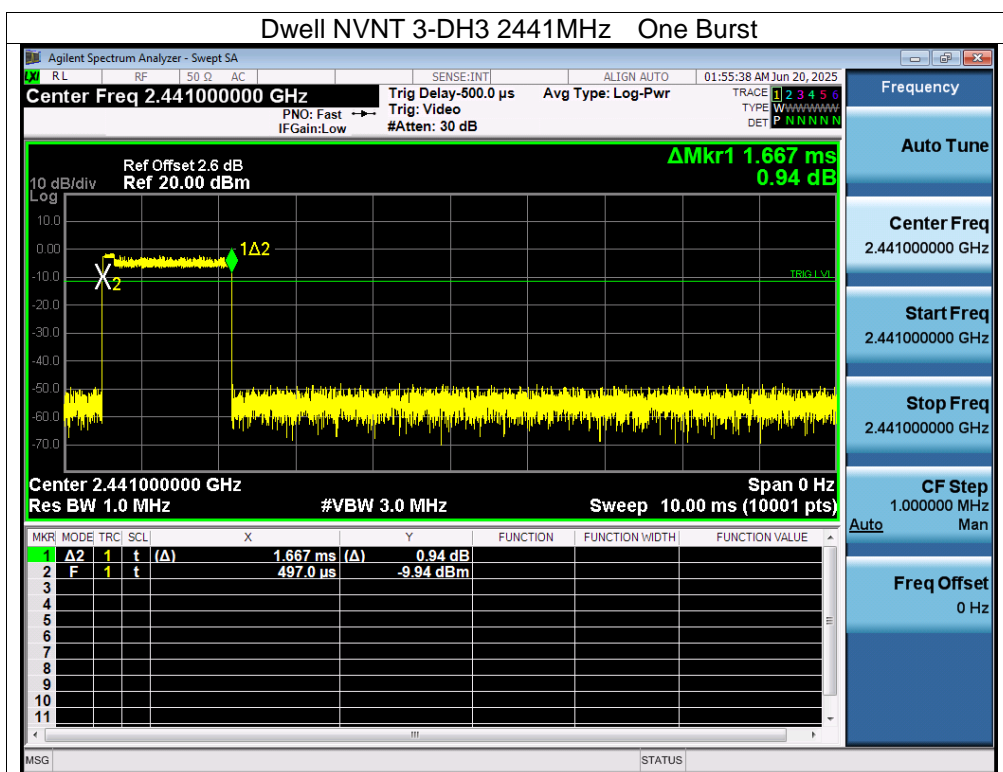 Dwell NVNT 3-DH3 2441MHz One Burst
Agilent Spectrum Analyzer - Swept SA
LXI RL RF 50 Ω AC SENSE:INT ALIGN AUTO 01:55:38 AM Jun 20, 2025
Center Freq 2.441000000 GHz Trig Delay-500.0 µs Avg Type: Log-Pwr TRACE 1 2 3 4 5 6
PNO: Fast Trig: Video TYPE WWWWWW
IFGain:Low #Atten: 30 dB DET P N N N N N
ΔMkr1 1.667 ms
0.94 dB
Ref Offset 2.6 dB
10 dB/div Ref 20.00 dBm
Log
10.0
0.00
1Δ2
-10.0
TRIG LVL
2
-20.0
-30.0
-40.0
-50.0
-60.0
-70.0
Center 2.441000000 GHz Span 0 Hz
Res BW 1.0 MHz #VBW 3.0 MHz Sweep 10.00 ms (10001 pts)
MKR MODE TRC SCL X Y FUNCTION FUNCTION WIDTH FUNCTION VALUE
1 Δ2 1 t (Δ) 1.667 ms (Δ) 0.94 dB
2 F 1 t 497.0 µs -9.94 dBm
3
4
5
6
7
8
9
10
11
MSG STATUS
Frequency
Auto Tune
Center Freq
2.441000000 GHz
Start Freq
2.441000000 GHz
Stop Freq
2.441000000 GHz
CF Step
1.000000 MHz
Auto Man
Freq Offset
0 Hz